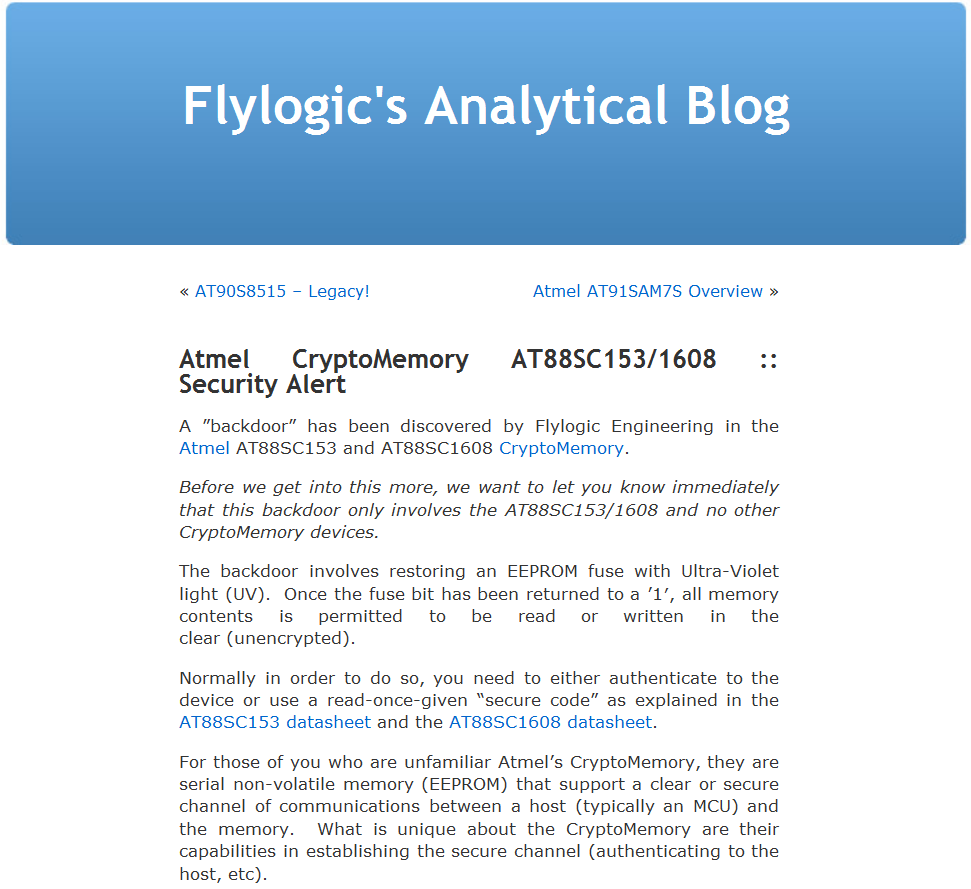 Flylogic's Analytical Blog
« AT90S8515 – Legacy!
Atmel AT91SAM7S Overview »
Atmel CryptoMemory AT88SC153/1608 ::
Security Alert
A ”backdoor” has been discovered by Flylogic Engineering in the
Atmel AT88SC153 and AT88SC1608 CryptoMemory.
Before we get into this more, we want to let you know immediately
that this backdoor only involves the AT88SC153/1608 and no other
CryptoMemory devices.
The backdoor involves restoring an EEPROM fuse with Ultra-Violet
light (UV).  Once the fuse bit has been returned to a ’1′, all memory
contents is permitted to be read or written in the
clear (unencrypted).
Normally in order to do so, you need to either authenticate to the
device or use a read-once-given “secure code” as explained in the
AT88SC153 datasheet and the AT88SC1608 datasheet.
For those of you who are unfamiliar Atmel’s CryptoMemory, they are
serial non-volatile memory (EEPROM) that support a clear or secure
channel of communications between a host (typically an MCU) and
the memory.  What is unique about the CryptoMemory are their
capabilities in establishing the secure channel (authenticating to the
host, etc).